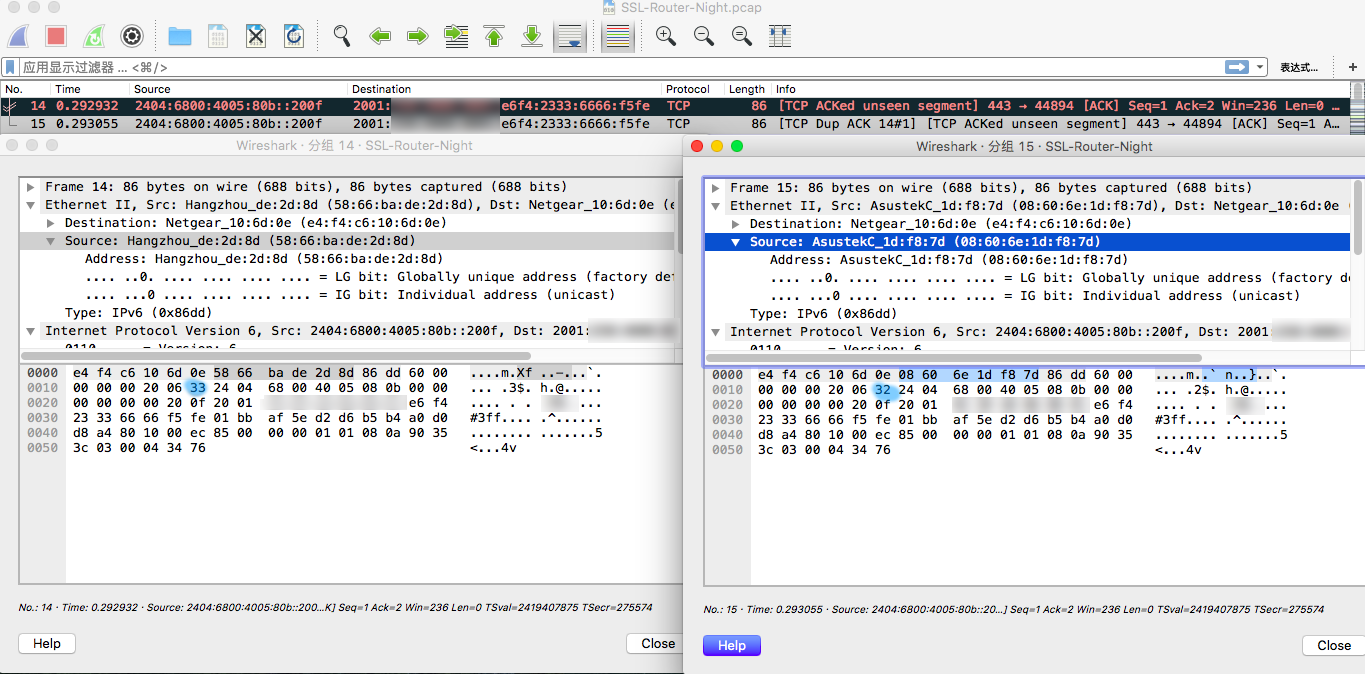 SSL-Router-Night.pcap
应用显示过滤器 … <⌘/>
表达式…
+
No. Time Source Destination Protocol Length Info
14 0.292932 2404:6800:4005:80b::200f 2001: e6f4:2333:6666:f5fe TCP 86 [TCP ACKed unseen segment] 443 → 44894 [ACK] Seq=1 Ack=2 Win=236 Len=0 …
15 0.293055 2404:6800:4005:80b::200f 2001: e6f4:2333:6666:f5fe TCP 86 [TCP Dup ACK 14#1] [TCP ACKed unseen segment] 443 → 44894 [ACK] Seq=1 A…
Wireshark · 分组 14 · SSL-Router-Night
Frame 14: 86 bytes on wire (688 bits), 86 bytes captured (688 bits)
Ethernet II, Src: Hangzhou_de:2d:8d (58:66:ba:de:2d:8d), Dst: Netgear_10:6d:0e (e
Destination: Netgear_10:6d:0e (e4:f4:c6:10:6d:0e)
Source: Hangzhou_de:2d:8d (58:66:ba:de:2d:8d)
Address: Hangzhou_de:2d:8d (58:66:ba:de:2d:8d)
.... ..0. .... .... .... .... = LG bit: Globally unique address (factory de
.... ...0 .... .... .... .... = IG bit: Individual address (unicast)
Type: IPv6 (0x86dd)
Internet Protocol Version 6, Src: 2404:6800:4005:80b::200f, Dst: 2001:
0110 .... = Version: 6
0000 e4 f4 c6 10 6d 0e 58 66 ba de 2d 8d 86 dd 60 00 ....m.Xf ..-...`.
0010 00 00 00 20 06 33 24 04 68 00 40 05 08 0b 00 00 ... .3$. h.@.....
0020 00 00 00 00 20 0f 20 01 e6 f4 .... . . ...
0030 23 33 66 66 f5 fe 01 bb af 5e d2 d6 b5 b4 a0 d0 #3ff.... .^......
0040 d8 a4 80 10 00 ec 85 00 00 00 01 01 08 0a 90 35 ........ .......5
0050 3c 03 00 04 34 76 <...4v
No.: 14 · Time: 0.292932 · Source: 2404:6800:4005:80b::200…K] Seq=1 Ack=2 Win=236 Len=0 TSval=2419407875 TSecr=275574
Help Close
Wireshark · 分组 15 · SSL-Router-Night
Frame 15: 86 bytes on wire (688 bits), 86 bytes captured (688 bits)
Ethernet II, Src: AsustekC_1d:f8:7d (08:60:6e:1d:f8:7d), Dst: Netgear_10:6d:0e
Destination: Netgear_10:6d:0e (e4:f4:c6:10:6d:0e)
Source: AsustekC_1d:f8:7d (08:60:6e:1d:f8:7d)
Address: AsustekC_1d:f8:7d (08:60:6e:1d:f8:7d)
.... ..0. .... .... .... .... = LG bit: Globally unique address (factory d
.... ...0 .... .... .... .... = IG bit: Individual address (unicast)
Type: IPv6 (0x86dd)
Internet Protocol Version 6, Src: 2404:6800:4005:80b::200f, Dst: 2001:
0110 .... = Version: 6
0000 e4 f4 c6 10 6d 0e 08 60 6e 1d f8 7d 86 dd 60 00 ....m..` n..}..`.
0010 00 00 00 20 06 32 24 04 68 00 40 05 08 0b 00 00 ... .2$. h.@.....
0020 00 00 00 00 20 0f 20 01 e6 f4 .... . . ...
0030 23 33 66 66 f5 fe 01 bb af 5e d2 d6 b5 b4 a0 d0 #3ff.... .^......
0040 d8 a4 80 10 00 ec 85 00 00 00 01 01 08 0a 90 35 ........ .......5
0050 3c 03 00 04 34 76 <...4v
No.: 15 · Time: 0.293055 · Source: 2404:6800:4005:80b::20…] Seq=1 Ack=2 Win=236 Len=0 TSval=2419407875 TSecr=275574
Help Close